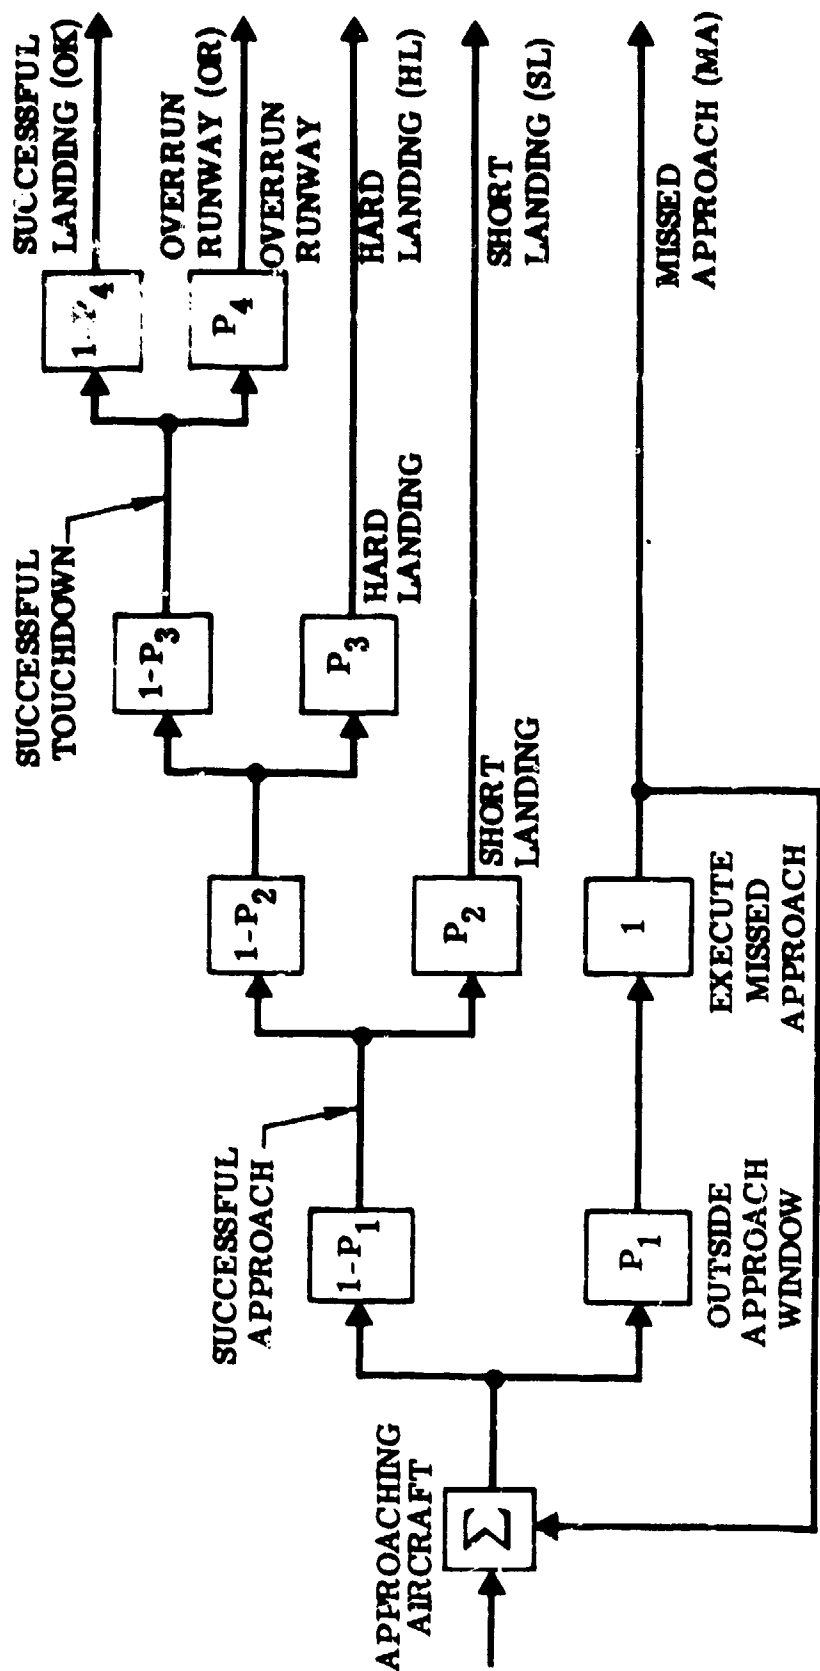 APPROACHING
AIRCRAFT
Σ
SUCCESSFUL
APPROACH
1-P1
P1
OUTSIDE
APPROACH
WINDOW
1-P2
P2
SHORT
LANDING
1
EXECUTE
MISSED
APPROACH
SUCCESSFUL
TOUCHDOWN
1-P3
P3
HARD
LANDING
1-P4
P4
SUCCESSFUL
LANDING (OK)
OVERRUN
RUNWAY (OR)
OVERRUN
RUNWAY
HARD
LANDING (HL)
SHORT
LANDING (SL)
MISSED
APPROACH (MA)